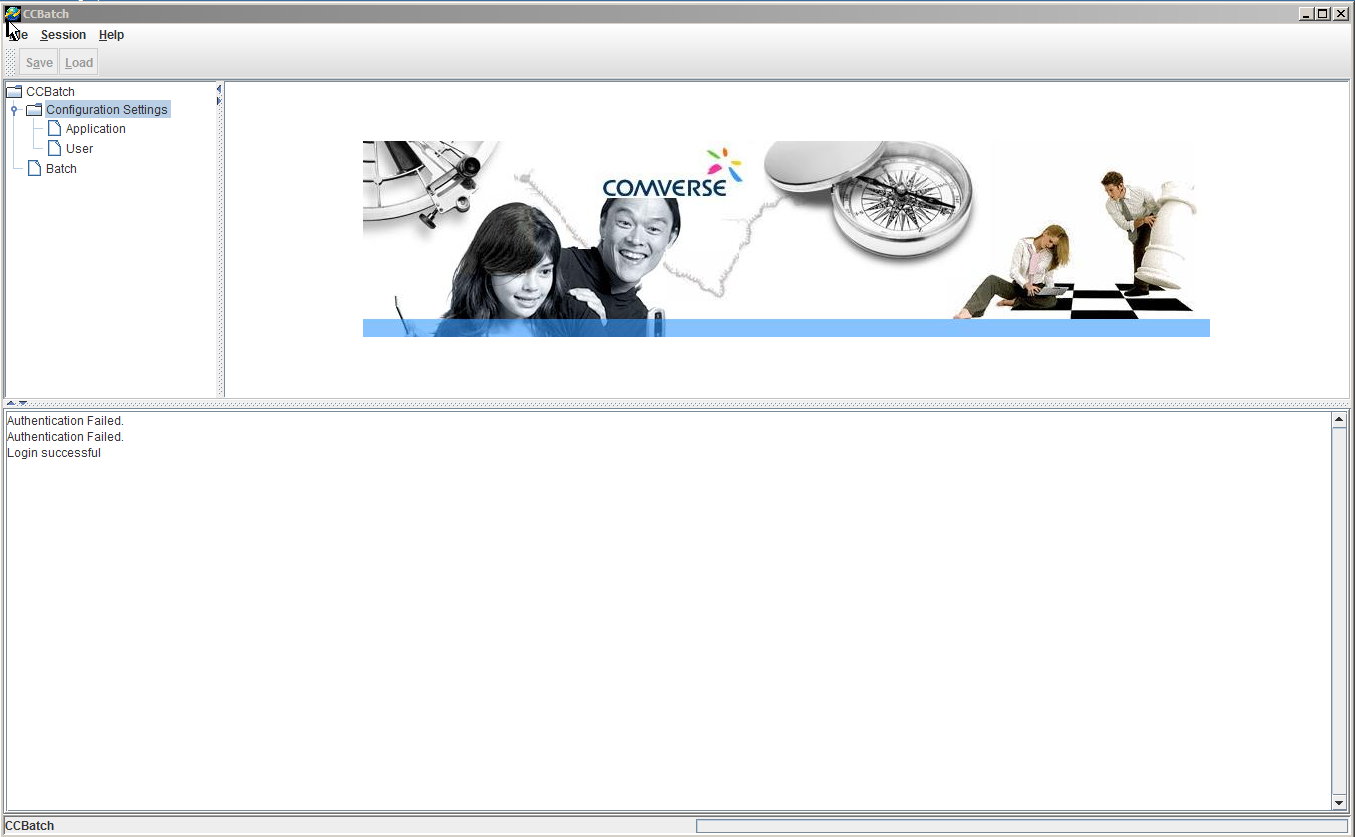 CCBatch
File Session Help
Save Load
CCBatch
Configuration Settings
Application
User
Batch
COMVERSE
Authentication Failed.
Authentication Failed.
Login successful
CCBatch